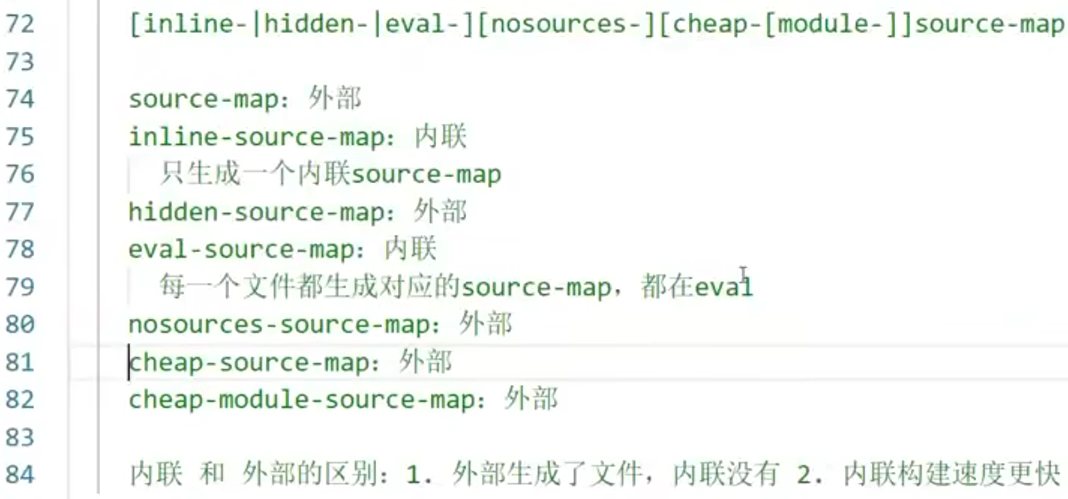 72 [inline-|hidden-|eval-][nosources-][cheap-[module-]]source-map
73
74 source-map：外部
75 inline-source-map：内联
76 只生成一个内联source-map
77 hidden-source-map：外部
78 eval-source-map：内联
79 每一个文件都生成对应的source-map，都在eval
80 nosources-source-map：外部
81 cheap-source-map：外部
82 cheap-module-source-map：外部
83
84 内联 和 外部的区别：1. 外部生成了文件，内联没有 2. 内联构建速度更快